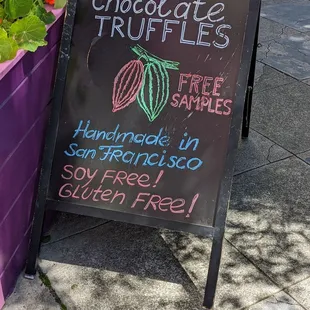 Chocolate
TRUFFLES
FREE
SAMPLES
Handmade in
San Francisco
Soy Free!
Gluten Free!